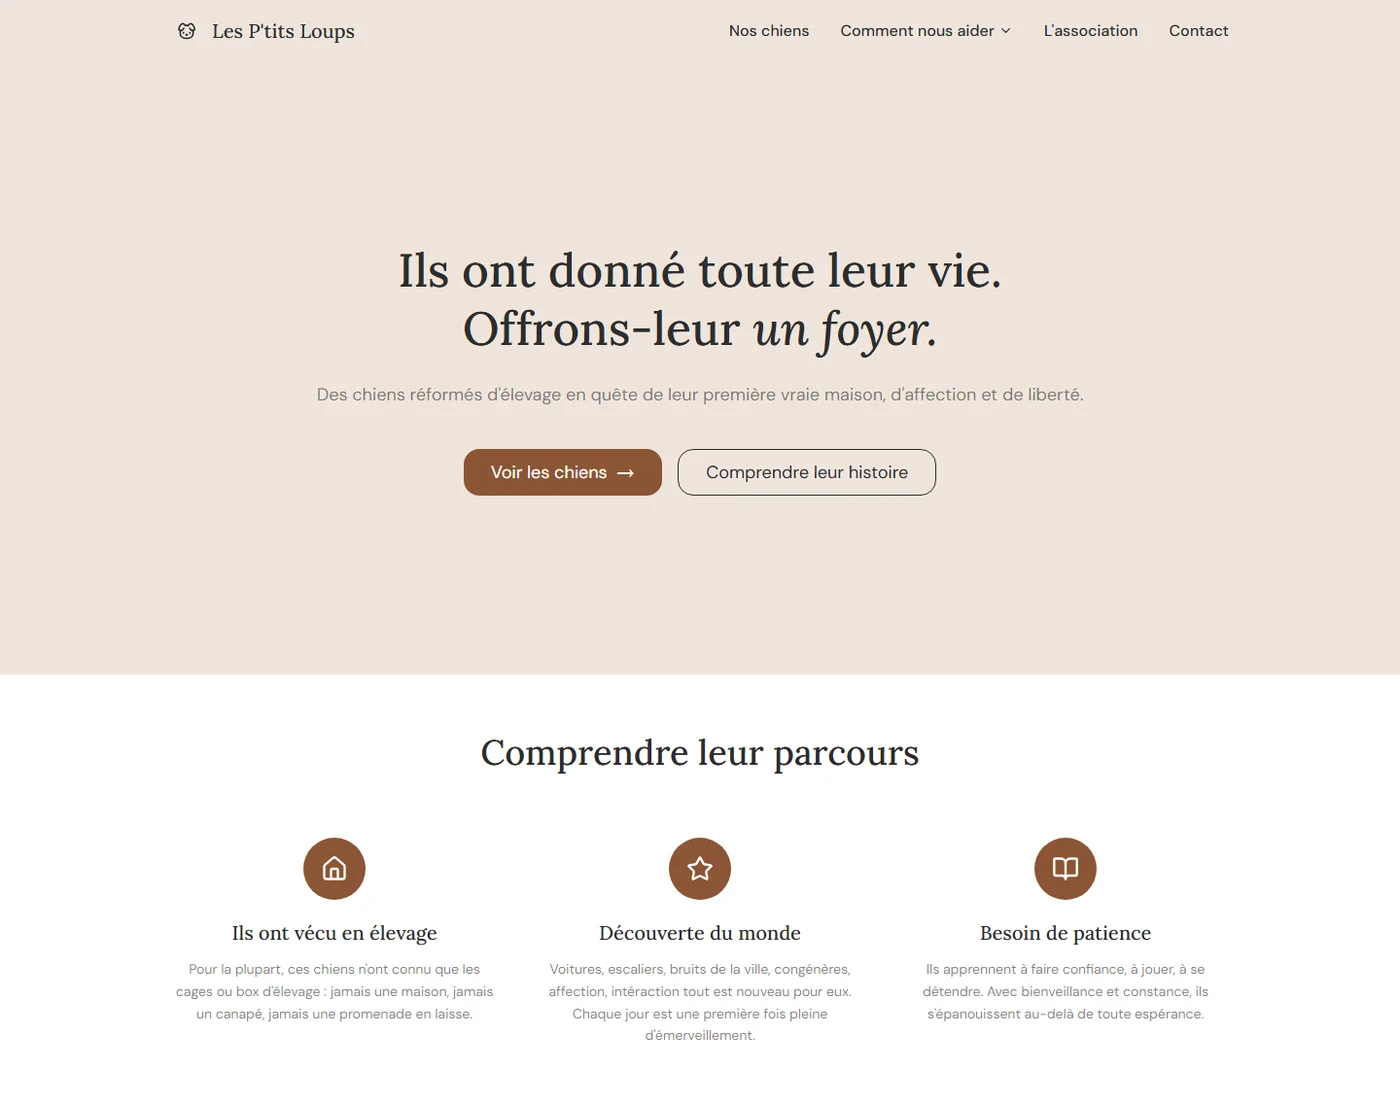 Les P'tits Loups
Nos chiens
Comment nous aider
L'association
Contact
Ils ont donné toute leur vie.
Offrons-leur un foyer.
Des chiens réformés d'élevage en quête de leur première vraie maison, d'affection et de liberté.
Voir les chiens →
Comprendre leur histoire
Comprendre leur parcours
Ils ont vécu en élevage
Pour la plupart, ces chiens n'ont connu que les
cages ou box d'élevage : jamais une maison, jamais
un canapé, jamais une promenade en laisse.
Découverte du monde
Voitures, escaliers, bruits de la ville, congénères,
affection, intéraction tout est nouveau pour eux.
Chaque jour est une première fois pleine
d'émerveillement.
Besoin de patience
Ils apprennent à faire confiance, à jouer, à se
détendre. Avec bienveillance et constance, ils
s'épanouissent au-delà de toute espérance.